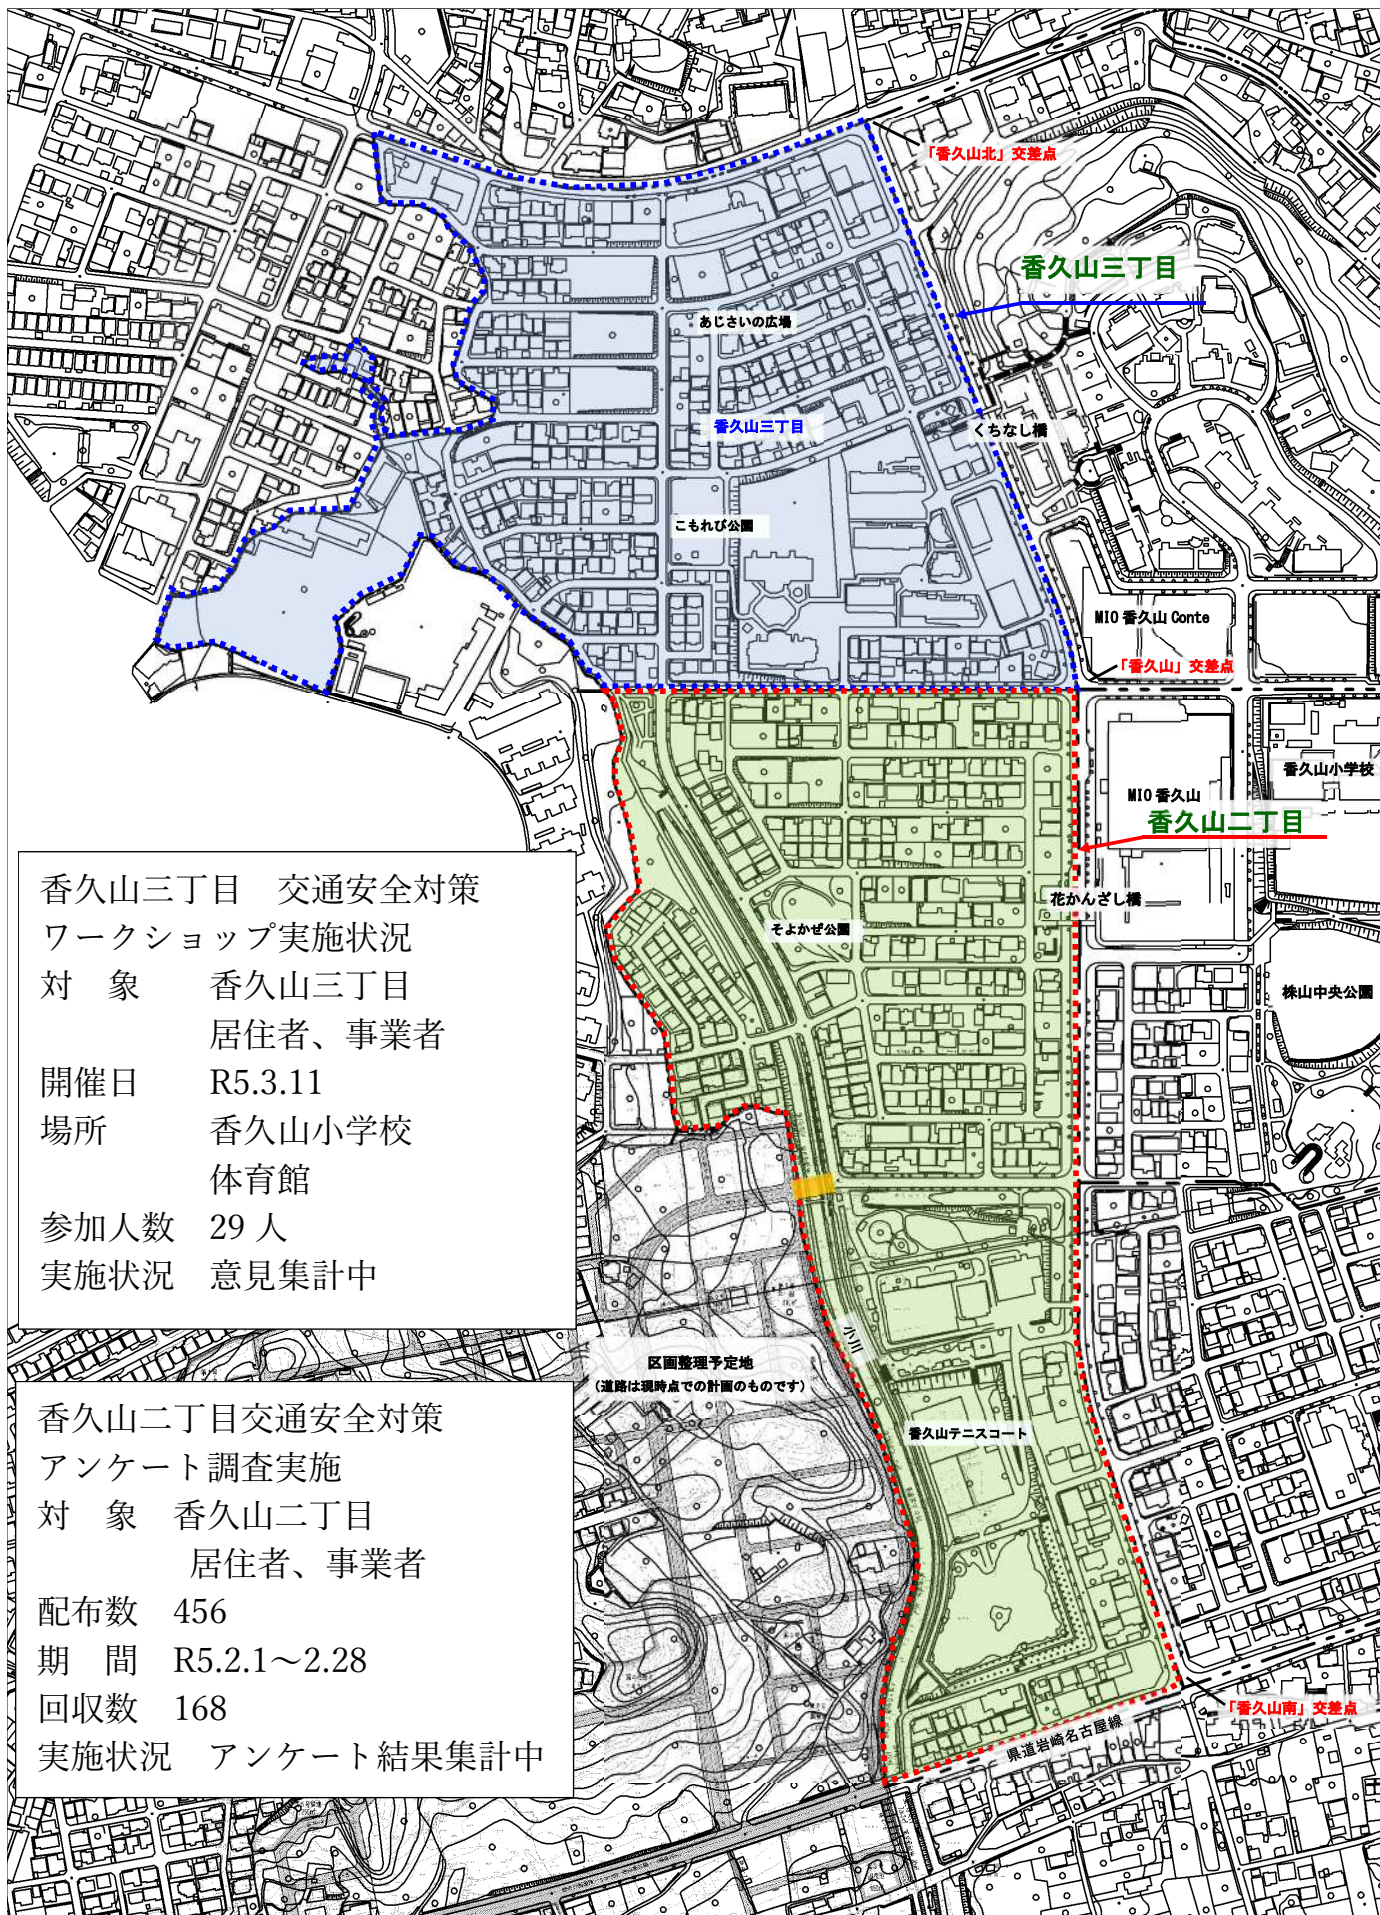 「香久山北」交差点
香久山三丁目
あじさいの広場
香久山三丁目
くちなし橋
こもれび公園
MIO 香久山 Conte
「香久山」交差点
香久山小学校
MIO 香久山
香久山二丁目
花かんざし橋
そよかぜ公園
株山中央公園
香久山三丁目　交通安全対策
ワークショップ実施状況
対　象　　香久山三丁目
居住者、事業者
開催日　　R5.3.11
場所　　　香久山小学校
体育館
参加人数　29 人
実施状況　意見集計中
小川
区画整理予定地
(道路は現時点での計画のものです)
香久山テニスコート
香久山二丁目交通安全対策
アンケート調査実施
対　象　香久山二丁目
居住者、事業者
配布数　456
期　間　R5.2.1～2.28
回収数　168
実施状況　アンケート結果集計中
「香久山南」交差点
県道岩崎名古屋線